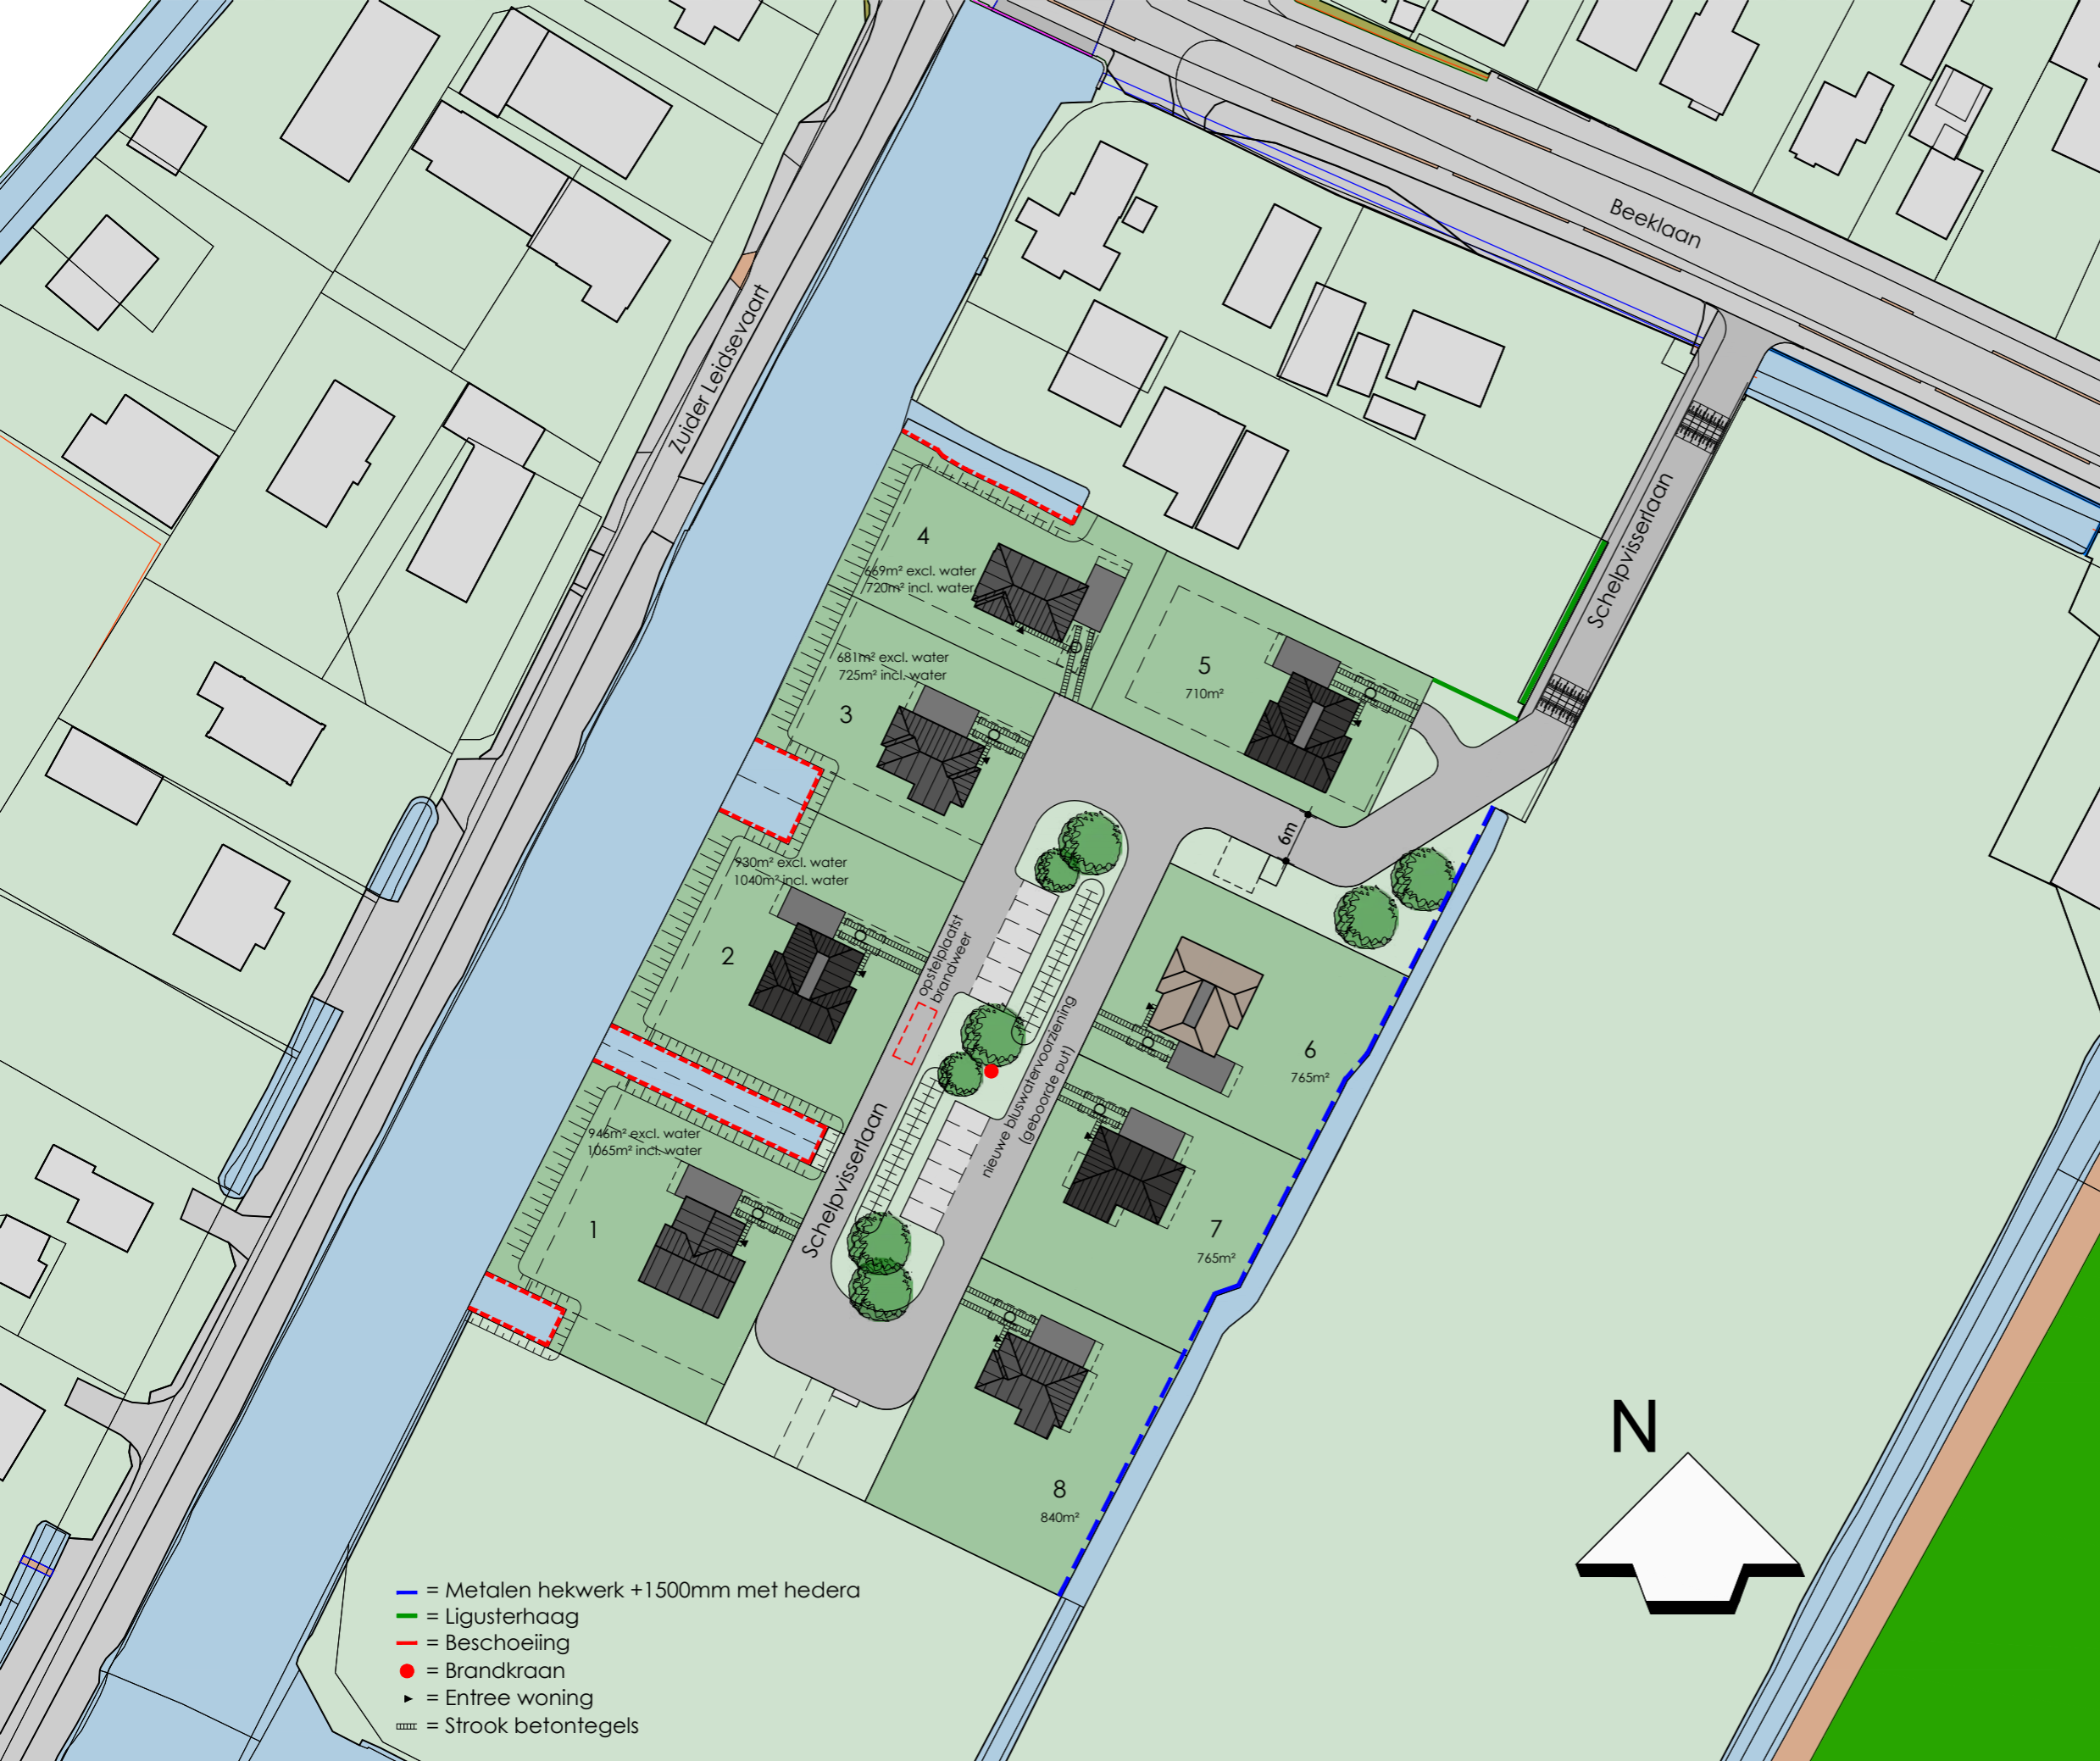 Beeklaan
Zuider Leidsevaart
Schelpvisserlaan
4
669m² excl. water
720m² incl. water
5
710m²
681m² excl. water
725m² incl. water
3
6m
930m² excl. water
1040m² incl. water
2
opstelplaatst
brandweer
nieuwe bluswatervoorziening
(geboorde put)
6
765m²
946m² excl. water
1065m² incl. water
1
Schelpvisserlaan
7
765m²
8
840m²
N
= Metalen hekwerk +1500mm met hedera
= Ligusterhaag
= Beschoeiing
= Brandkraan
= Entree woning
= Strook betontegels